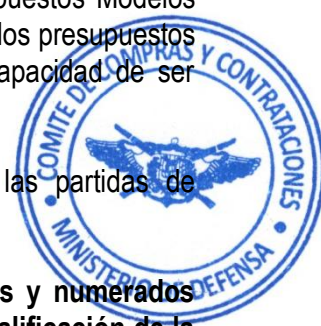 puestos Modelos
los presupuestos
apacidad de ser
las partidas de
s y numerados
alificación de la
COMITE DE COMPRAS Y CONTRATACIONES
MINISTERIO DE DEFENSA